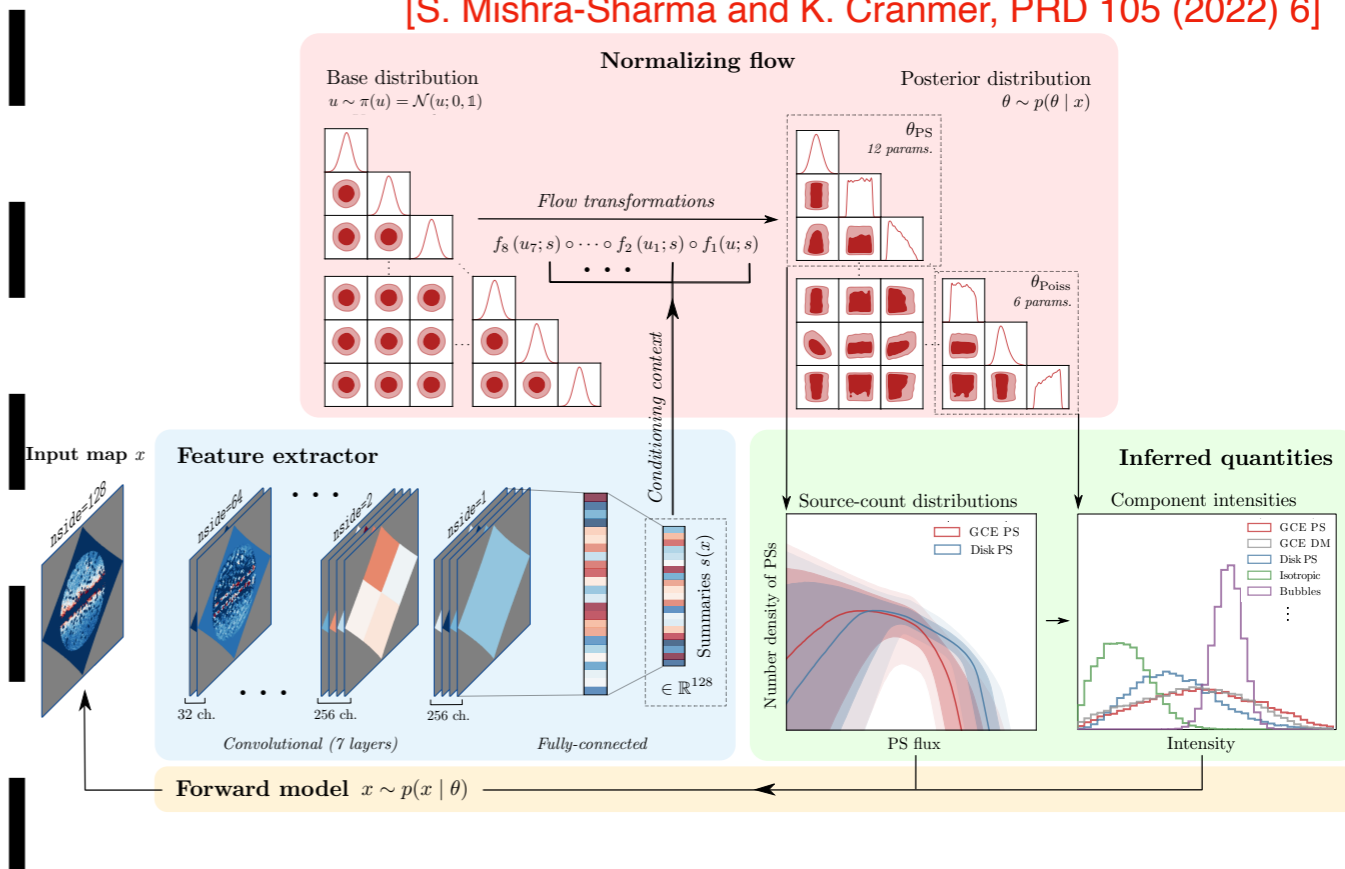 [S. Mishra-Sharma and K. Cranmer, PRD 105 (2022) 6]
Normalizing flow
Base distribution
u ∼ π(u) = 𝒩(u; 0, 𝟙)
Posterior distribution
θ ∼ p(θ | x)
θ_PS
12 params.
Flow transformations
f_8 (u_7; s) ∘ ⋯ ∘ f_2 (u_1; s) ∘ f_1(u; s)
• • •
θ_Poiss
6 params.
Conditioning context
Input map x
nside=128
Feature extractor
nside=64
• • •
nside=2
nside=1
Summaries s(x)
∈ ℝ^128
32 ch.
• • •
256 ch.
256 ch.
Convolutional (7 layers)
Fully-connected
Inferred quantities
Source-count distributions
GCE PS
Disk PS
Number density of PSs
PS flux
Component intensities
GCE PS
GCE DM
Disk PS
Isotropic
Bubbles
⋮
Intensity
Forward model x ∼ p(x | θ)